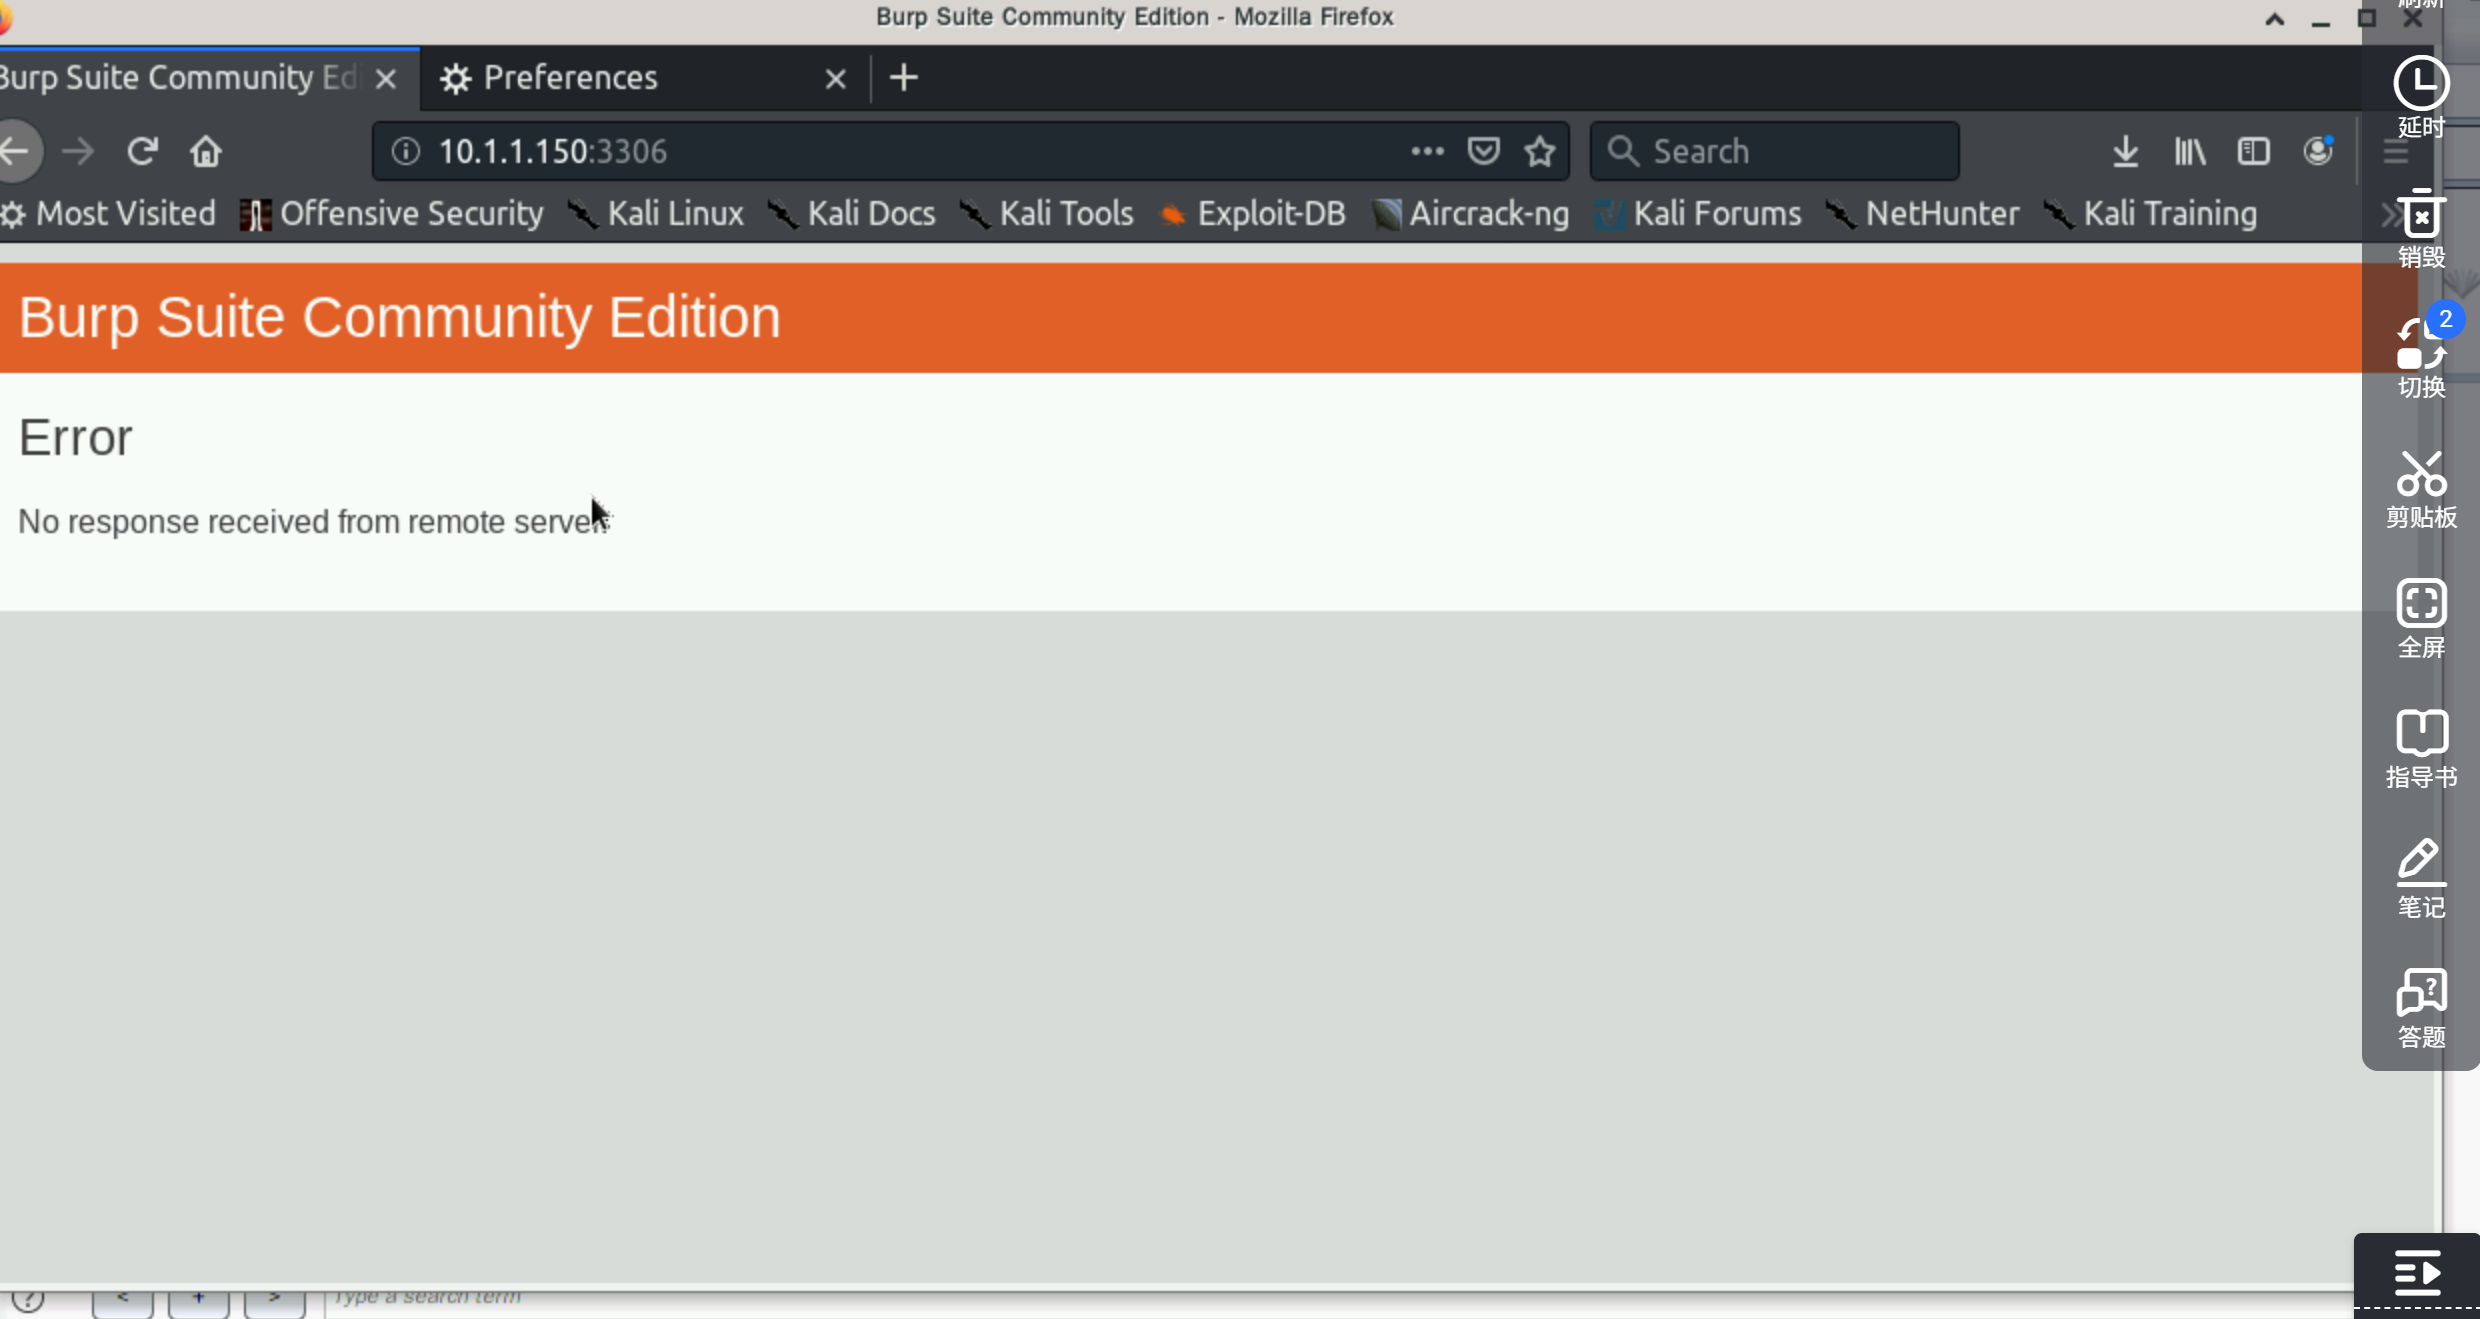 Burp Suite Community Edition - Mozilla Firefox
Burp Suite Community Ed
Preferences
10.1.1.150:3306
Search
Most Visited
Offensive Security
Kali Linux
Kali Docs
Kali Tools
Exploit-DB
Aircrack-ng
Kali Forums
NetHunter
Kali Training
Burp Suite Community Edition
Error
No response received from remote server.
Type a search term
刷新
延时
销毁
2
切换
剪贴板
全屏
指导书
笔记
答题